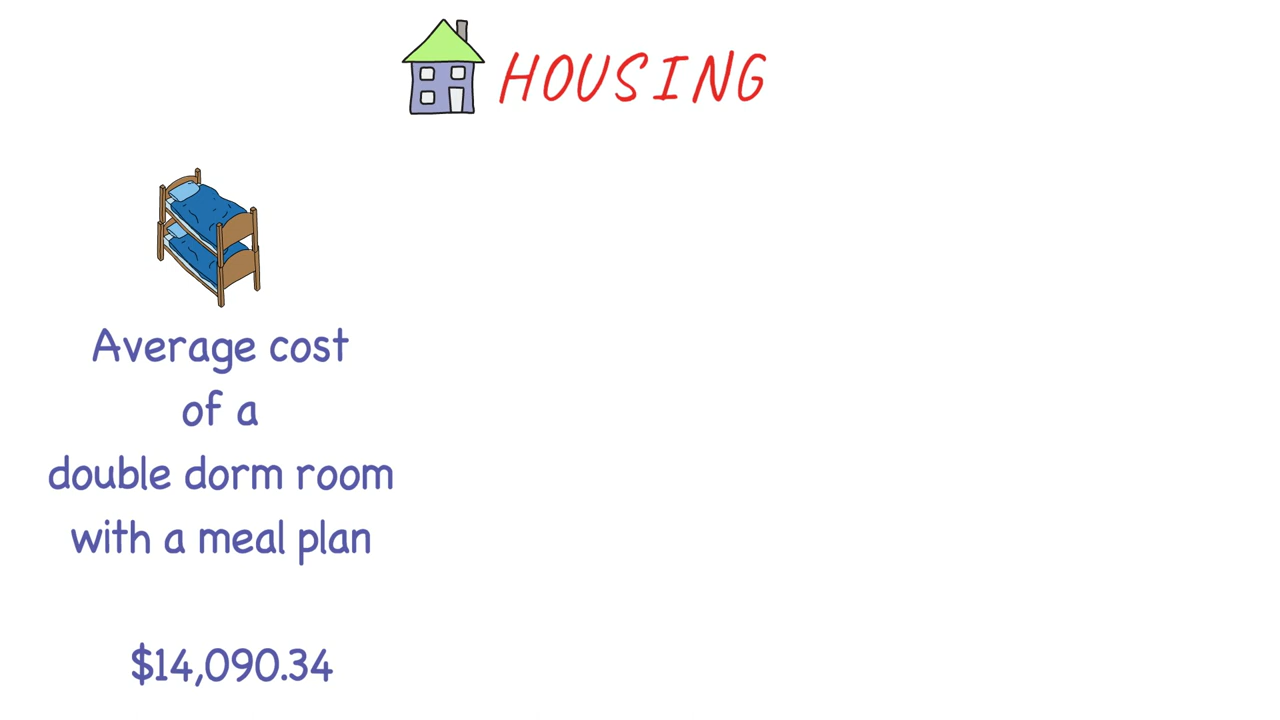 HOUSING
Average cost
of a
double dorm room
with a meal plan
$14,090.34